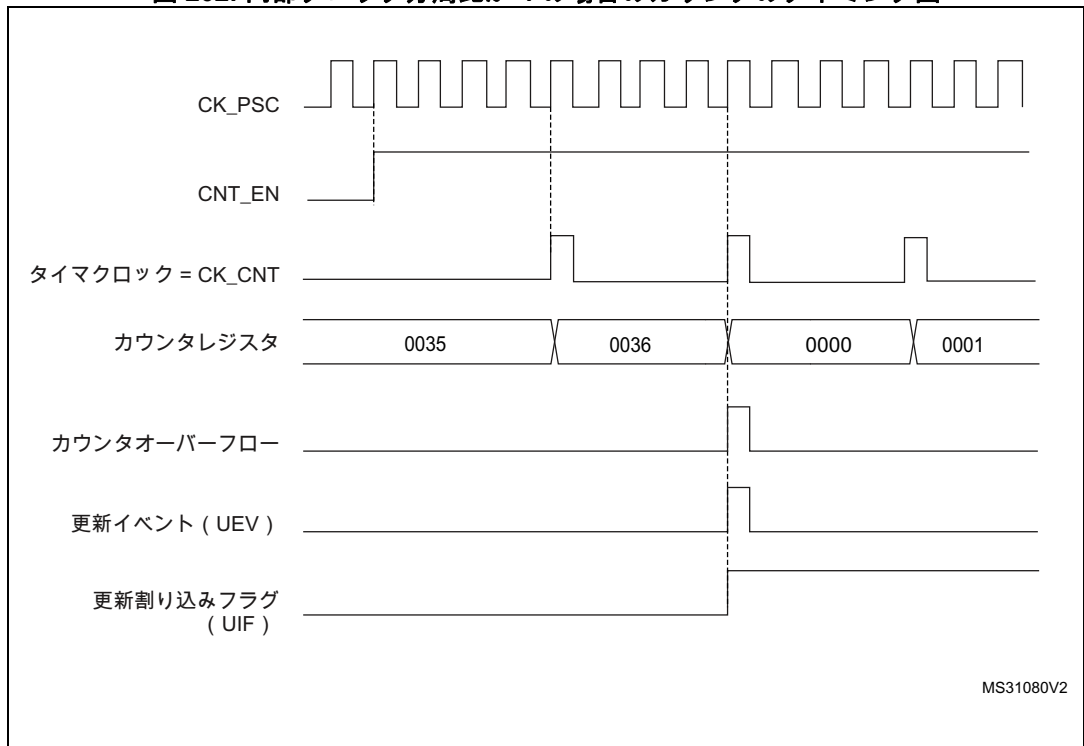 CK_PSC
CNT_EN
タイマクロック = CK_CNT
カウンタレジスタ 0035 0036 0000 0001
カウンタオーバーフロー
更新イベント ( UEV )
更新割り込みフラグ
( UIF )
MS31080V2